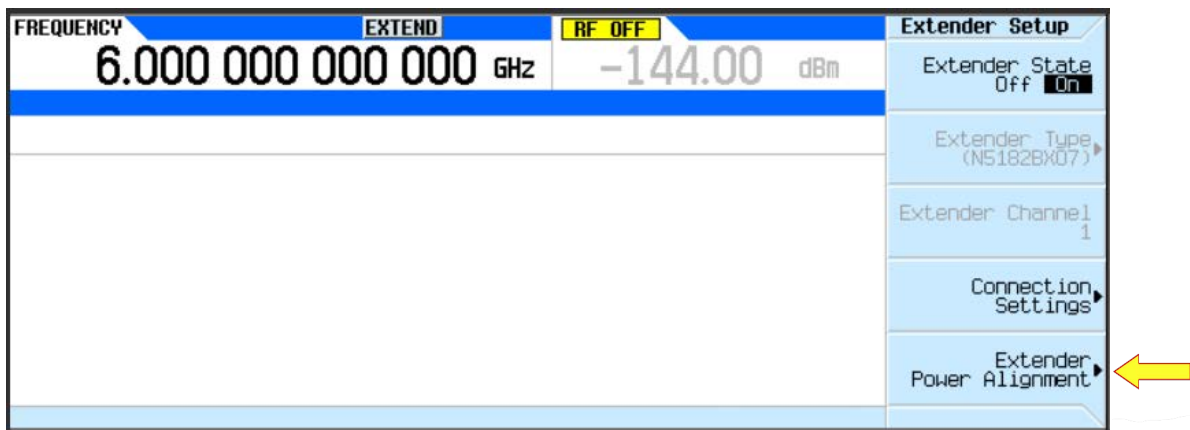 FREQUENCY EXTEND RF OFF Extender Setup
6.000 000 000 000 GHz -144.00 dBm
Extender State
Off On
Extender Type
(N5182BX07)
Extender Channel
1
Connection
Settings
Extender
Power Alignment